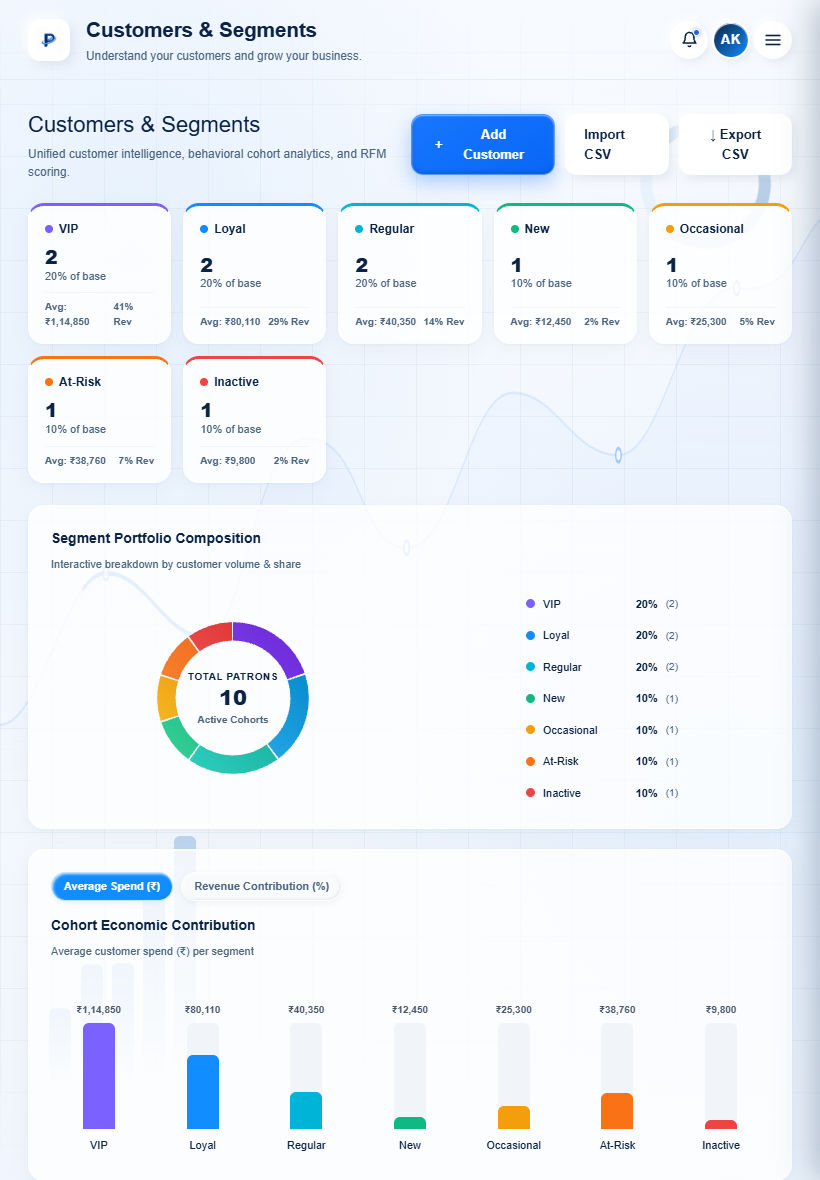 P
Customers & Segments
Understand your customers and grow your business.
AK
Customers & Segments
Unified customer intelligence, behavioral cohort analytics, and RFM
scoring.
+ Add
Customer
Import
CSV
↓ Export
CSV
VIP
2
20% of base
Avg:
₹1,14,850
41%
Rev
Loyal
2
20% of base
Avg: ₹80,110 29% Rev
Regular
2
20% of base
Avg: ₹40,350 14% Rev
New
1
10% of base
Avg: ₹12,450 2% Rev
Occasional
1
10% of base
Avg: ₹25,300 5% Rev
At-Risk
1
10% of base
Avg: ₹38,760 7% Rev
Inactive
1
10% of base
Avg: ₹9,800 2% Rev
Segment Portfolio Composition
Interactive breakdown by customer volume & share
TOTAL PATRONS
10
Active Cohorts
VIP 20% (2)
Loyal 20% (2)
Regular 20% (2)
New 10% (1)
Occasional 10% (1)
At-Risk 10% (1)
Inactive 10% (1)
Average Spend (₹) Revenue Contribution (%)
Cohort Economic Contribution
Average customer spend (₹) per segment
₹1,14,850 ₹80,110 ₹40,350 ₹12,450 ₹25,300 ₹38,760 ₹9,800
VIP Loyal Regular New Occasional At-Risk Inactive